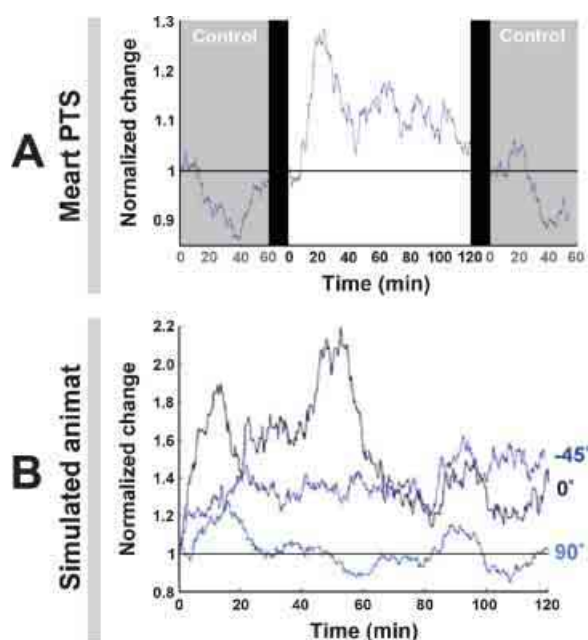 A
Meart PTS
Nornalized change
1.3
1.2
1.1
1
0.9
Control
Control
0 20 40 60
0 20 40 60 80 100 120
0 20 40 60
Time (min)
B
Simulated animat
Normalized change
2.2
2.0
1.8
1.6
1.4
1.2
1
0.8
-45°
0°
90°
0 20 40 60 80 100 120
Time (min)